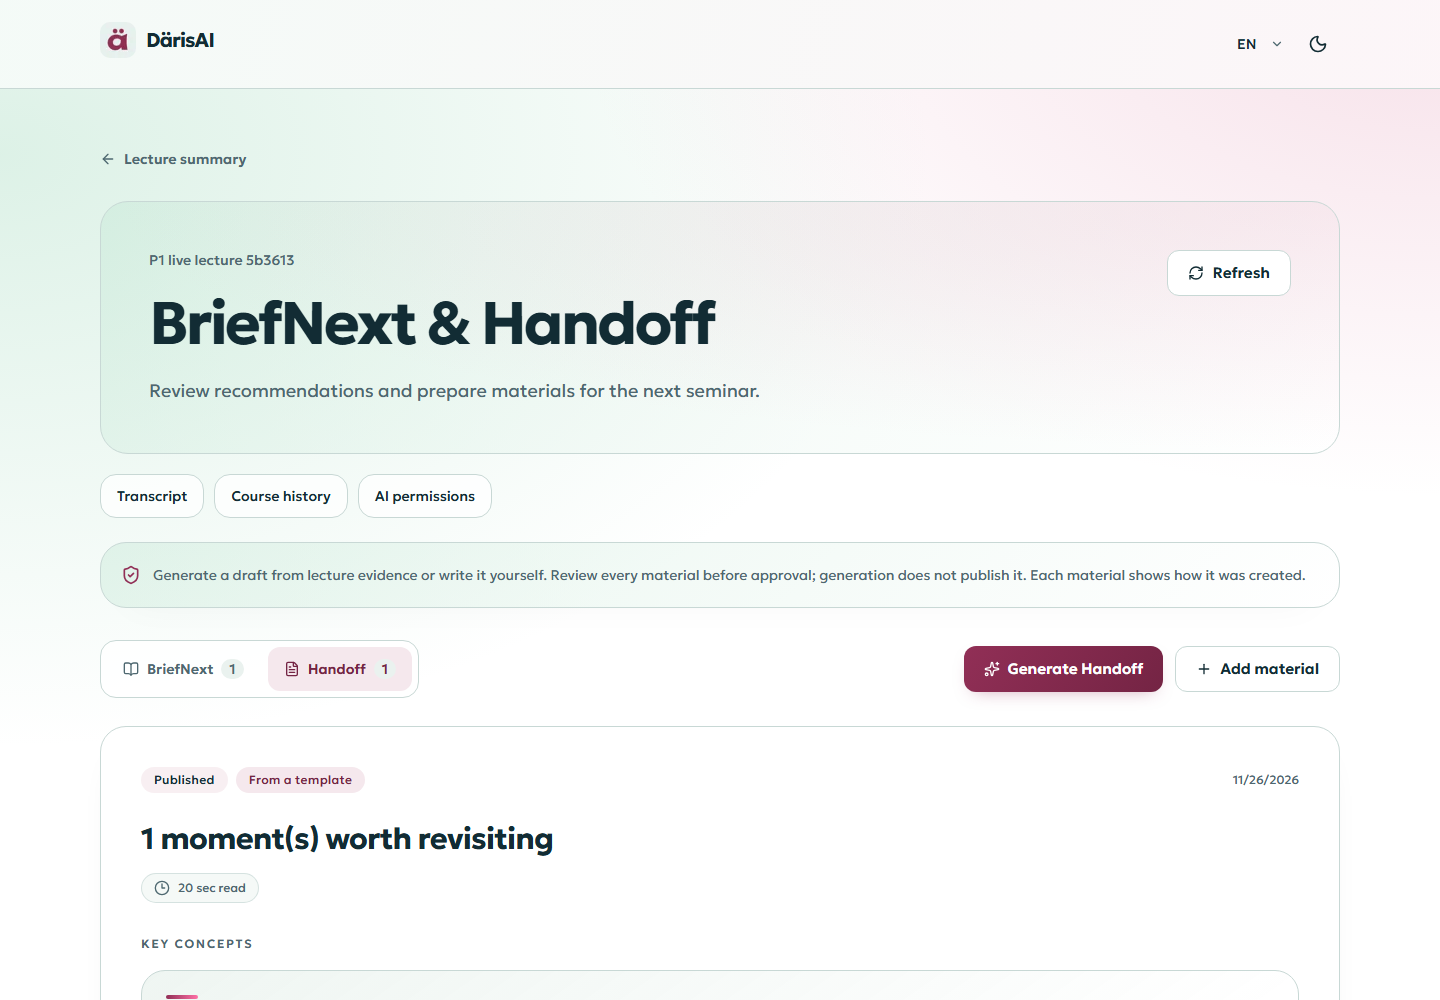 ä DärisAI
EN
Lecture summary
P1 live lecture 5b3613
Refresh
BriefNext & Handoff
Review recommendations and prepare materials for the next seminar.
Transcript
Course history
AI permissions
Generate a draft from lecture evidence or write it yourself. Review every material before approval; generation does not publish it. Each material shows how it was created.
BriefNext 1
Handoff 1
Generate Handoff
Add material
Published
From a template
11/26/2026
1 moment(s) worth revisiting
20 sec read
KEY CONCEPTS